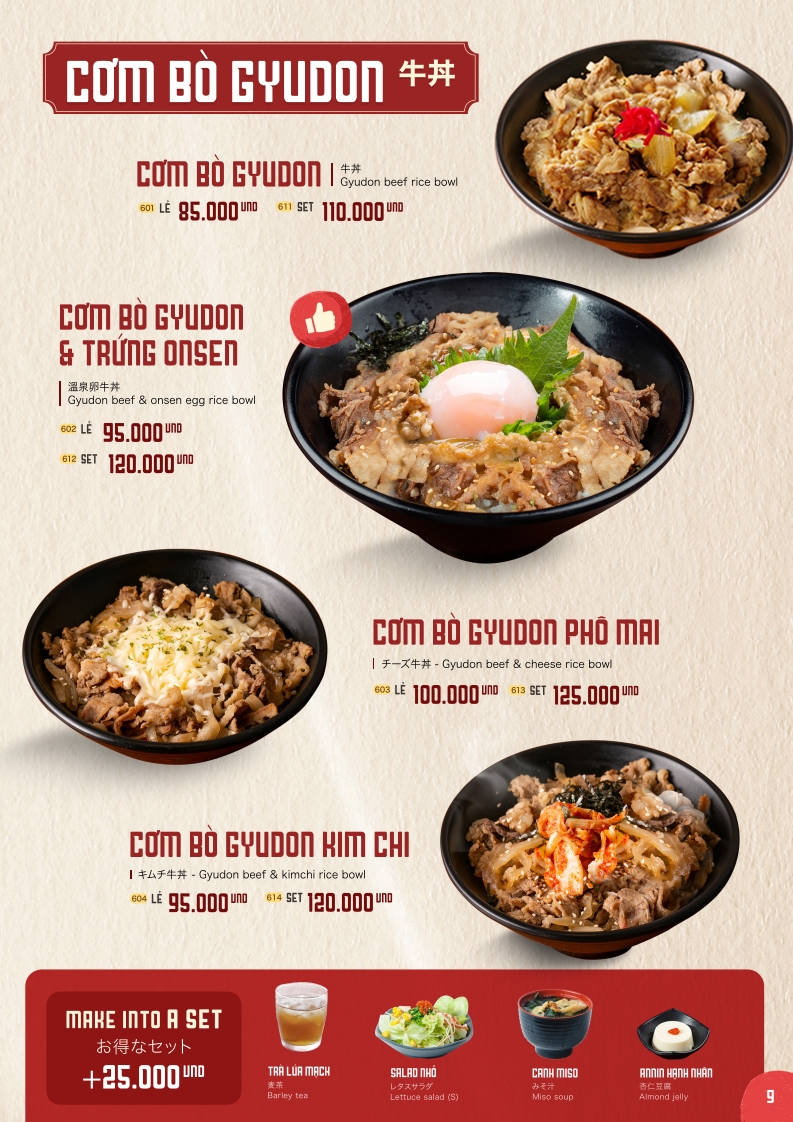 CƠM BÒ GYUDON 牛丼
CƠM BÒ GYUDON | 牛丼
Gyudon beef rice bowl
601 LẺ 85.000 VND 611 SET 110.000 VND
CƠM BÒ GYUDON
& TRỨNG ONSEN
温泉卵牛丼
Gyudon beef & onsen egg rice bowl
602 LẺ 95.000 VND
612 SET 120.000 VND
CƠM BÒ GYUDON PHÔ MAI
チーズ牛丼 - Gyudon beef & cheese rice bowl
603 LẺ 100.000 VND 613 SET 125.000 VND
CƠM BÒ GYUDON KIM CHI
キムチ牛丼 - Gyudon beef & kimchi rice bowl
604 LẺ 95.000 VND 614 SET 120.000 VND
MAKE INTO A SET
お得なセット
+25.000 VND
TRÀ LÚA MẠCH
麦茶
Barley tea
SALAD NHỎ
レタスサラダ
Lettuce salad (S)
CANH MISO
みそ汁
Miso soup
ANNIN HẠNH NHÂN
杏仁豆腐
Almond jelly
9